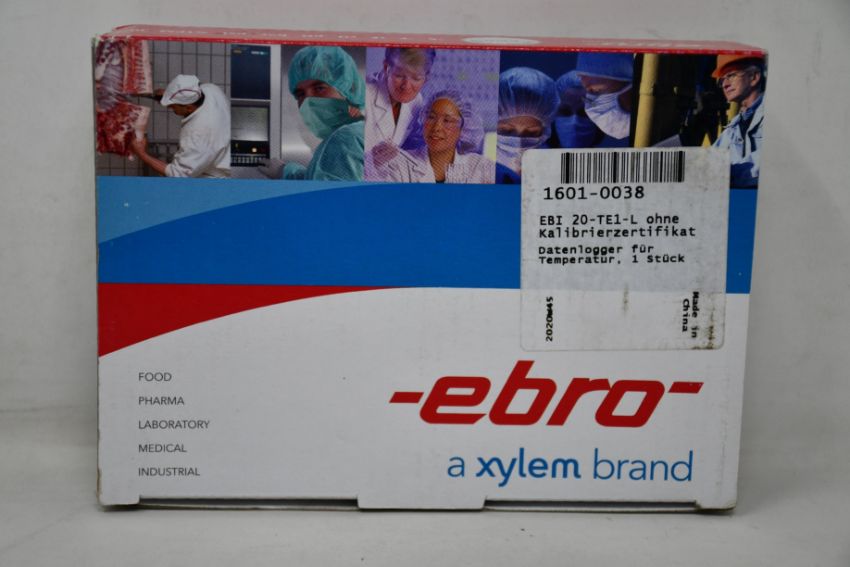 1601-0038
EBI 20-TE1-L ohne
Kalibrierzertifikat
Datenlogger für
Temperatur, 1 Stück
2020W45
Made in
China
FOOD
PHARMA
LABORATORY
MEDICAL
INDUSTRIAL
-ebro-
a xylem brand